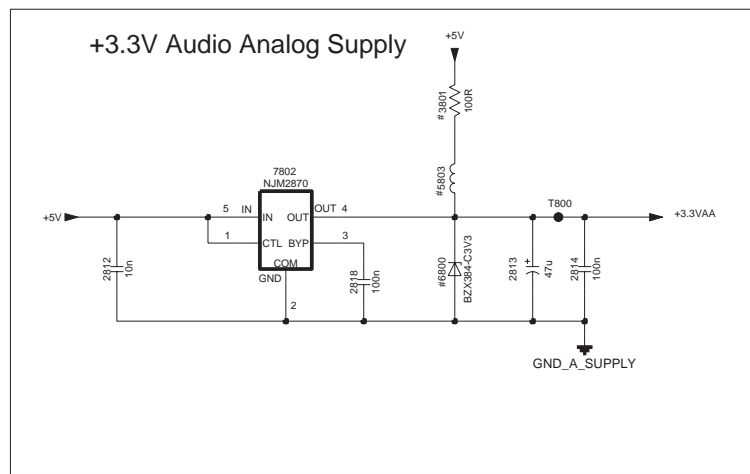 +3.3V Audio Analog Supply
+5V
#3801
100R
#5803
7802
NJM2870
+5V
5 IN
IN
OUT
OUT 4
T800
+3.3VAA
1
CTL
BYP
3
COM
GND
2
2812
10n
2818
100n
#6800
BZX384-C3V3
2813
+
47u
2814
100n
GND_A_SUPPLY